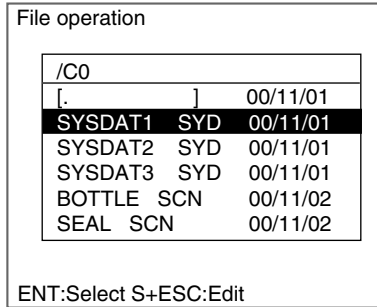 File operation
/C0
[. ] 00/11/01
SYSDAT1 SYD 00/11/01
SYSDAT2 SYD 00/11/01
SYSDAT3 SYD 00/11/01
BOTTLE SCN 00/11/02
SEAL SCN 00/11/02
ENT:Select S+ESC:Edit